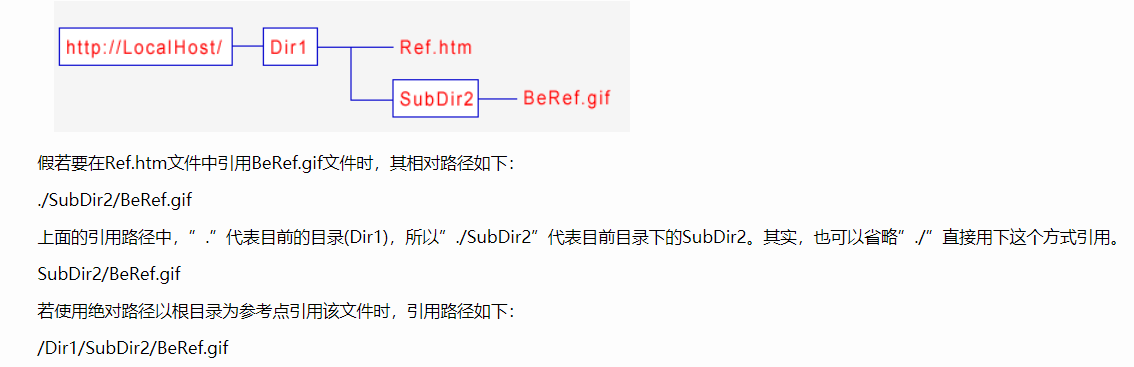 http://LocalHost/ Dir1 Ref.htm
SubDir2 BeRef.gif
假若要在Ref.htm文件中引用BeRef.gif文件时，其相对路径如下：
./SubDir2/BeRef.gif
上面的引用路径中，”.”代表目前的目录(Dir1)，所以”./SubDir2”代表目前目录下的SubDir2。其实，也可以省略”./”直接用下这个方式引用。
SubDir2/BeRef.gif
若使用绝对路径以根目录为参考点引用该文件时，引用路径如下：
/Dir1/SubDir2/BeRef.gif